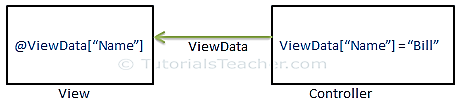 @ViewData[“Name”]
ViewData
ViewData[“Name”] = “Bill”
© TutorialsTeacher.com
View
Controller